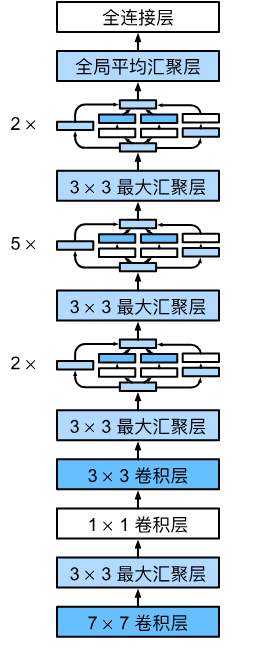 全连接层
全局平均汇聚层
2 ×
3 × 3 最大汇聚层
5 ×
3 × 3 最大汇聚层
2 ×
3 × 3 最大汇聚层
3 × 3 卷积层
1 × 1 卷积层
3 × 3 最大汇聚层
7 × 7 卷积层